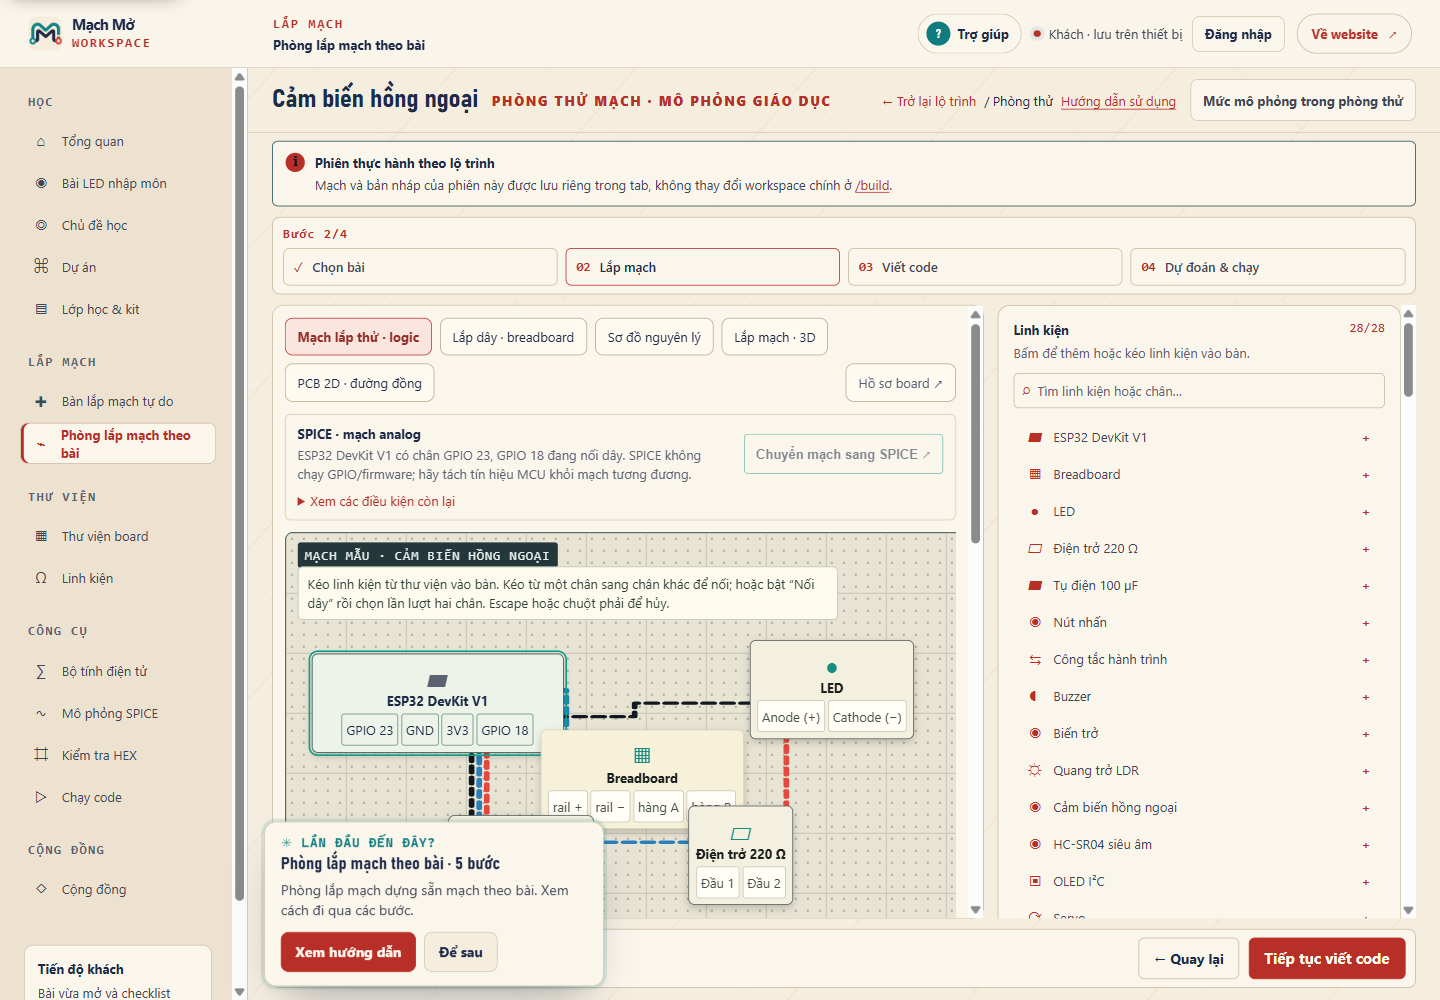 Mạch Mở
WORKSPACE
LẮP MẠCH
Phòng lắp mạch theo bài
? Trợ giúp
Khách · lưu trên thiết bị
Đăng nhập
Về website ↗
HỌC
Tổng quan
Bài LED nhập môn
Chủ đề học
Dự án
Lớp học & kit
LẮP MẠCH
Bàn lắp mạch tự do
Phòng lắp mạch theo
bài
THƯ VIỆN
Thư viện board
Linh kiện
CÔNG CỤ
Bộ tính điện tử
Mô phỏng SPICE
Kiểm tra HEX
Chạy code
CỘNG ĐỒNG
Cộng đồng
Tiến độ khách
Bài vừa mở và checklist
Cảm biến hồng ngoại
PHÒNG THỬ MẠCH · MÔ PHỎNG GIÁO DỤC
← Trở lại lộ trình / Phòng thử Hướng dẫn sử dụng
Mức mô phỏng trong phòng thử
Phiên thực hành theo lộ trình
Mạch và bản nháp của phiên này được lưu riêng trong tab, không thay đổi workspace chính ở /build.
Bước 2/4
✓ Chọn bài
02 Lắp mạch
03 Viết code
04 Dự đoán & chạy
Mạch lắp thử · logic
Lắp dây · breadboard
Sơ đồ nguyên lý
Lắp mạch · 3D
PCB 2D · đường đồng
Hồ sơ board ↗
SPICE · mạch analog
ESP32 DevKit V1 có chân GPIO 23, GPIO 18 đang nối dây. SPICE không
chạy GPIO/firmware; hãy tách tín hiệu MCU khỏi mạch tương đương.
▶ Xem các điều kiện còn lại
Chuyển mạch sang SPICE ↗
MẠCH MẪU · CẢM BIẾN HỒNG NGOẠI
Kéo linh kiện từ thư viện vào bàn. Kéo từ một chân sang chân khác để nối; hoặc bật “Nối
dây” rồi chọn lần lượt hai chân. Escape hoặc chuột phải để hủy.
ESP32 DevKit V1
GPIO 23 GND 3V3 GPIO 18
LED
Anode (+) Cathode (−)
Breadboard
rail + rail − hàng A
Điện trở 220 Ω
Đầu 1 Đầu 2
✳ LẦN ĐẦU ĐẾN ĐÂY?
Phòng lắp mạch theo bài · 5 bước
Phòng lắp mạch dựng sẵn mạch theo bài. Xem
cách đi qua các bước.
Xem hướng dẫn
Để sau
Linh kiện
28/28
Bấm để thêm hoặc kéo linh kiện vào bàn.
Tìm linh kiện hoặc chân...
ESP32 DevKit V1 +
Breadboard +
LED +
Điện trở 220 Ω +
Tụ điện 100 µF +
Nút nhấn +
Công tắc hành trình +
Buzzer +
Biến trở +
Quang trở LDR +
Cảm biến hồng ngoại +
HC-SR04 siêu âm +
OLED I²C +
Servo
← Quay lại
Tiếp tục viết code